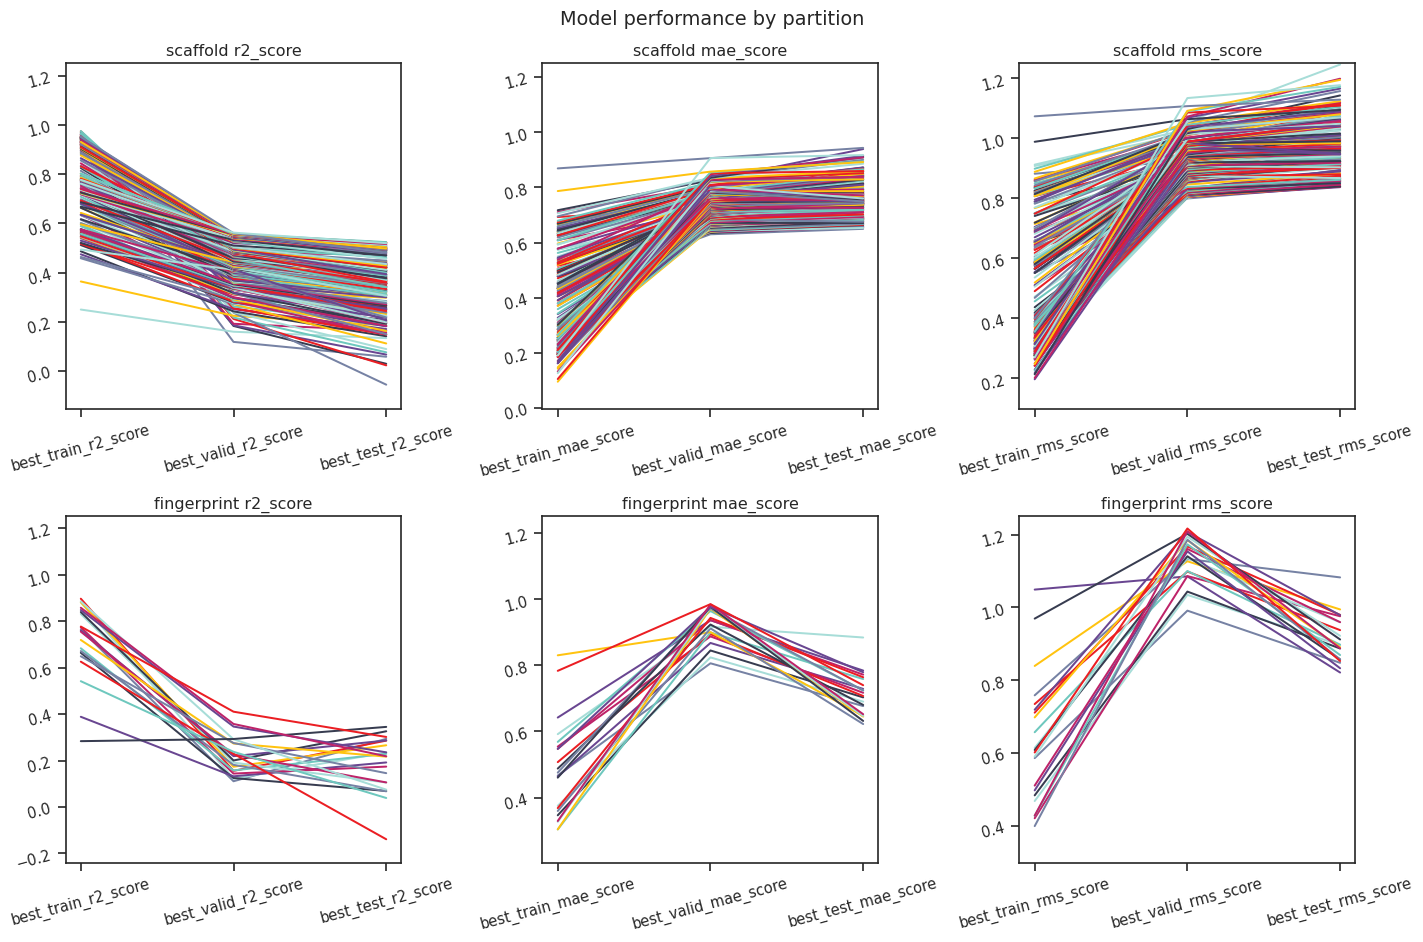 Model performance by partition
scaffold r2_score
scaffold mae_score
scaffold rms_score
1.2
1.0
0.8
0.6
0.4
0.2
0.0
1.2
1.0
0.8
0.6
0.4
0.2
0.0
1.2
1.0
0.8
0.6
0.4
0.2
best_train_r2_score
best_valid_r2_score
best_test_r2_score
best_train_mae_score
best_valid_mae_score
best_test_mae_score
best_train_rms_score
best_valid_rms_score
best_test_rms_score
fingerprint r2_score
fingerprint mae_score
fingerprint rms_score
1.2
1.0
0.8
0.6
0.4
0.2
0.0
−0.2
1.2
1.0
0.8
0.6
0.4
1.2
1.0
0.8
0.6
0.4
best_train_r2_score
best_valid_r2_score
best_test_r2_score
best_train_mae_score
best_valid_mae_score
best_test_mae_score
best_train_rms_score
best_valid_rms_score
best_test_rms_score